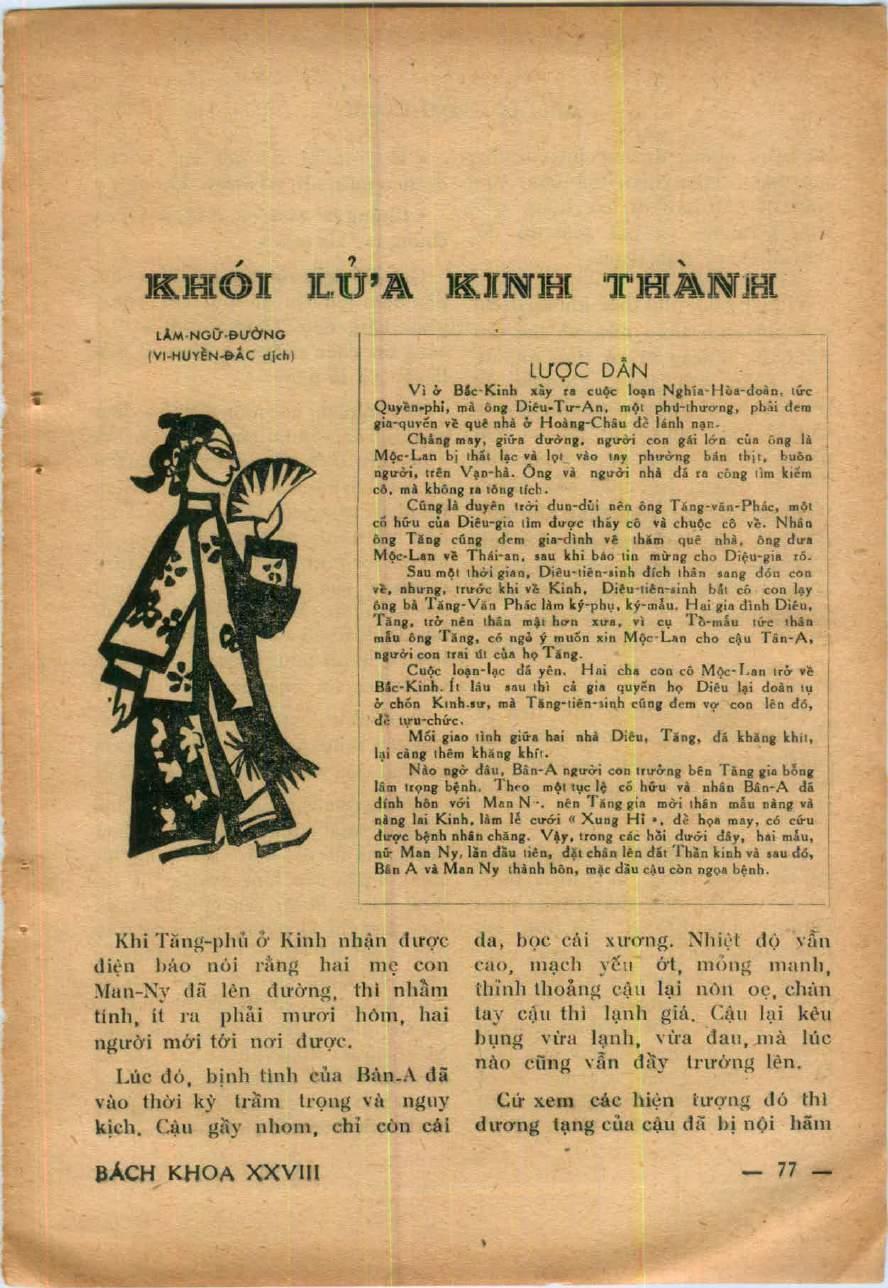 KHÓI LỬA KINH THÀNH
LÂM-NGỮ-ĐƯỜNG
(VI-HUYỀN-ĐẮC dịch)
LƯỢC DẪN
Vì ở Bắc-Kinh xảy ra cuộc loạn Nghĩa-Hòa-đoàn, tức
Quyền-phỉ, mà ông Diêu-Tư-An, một phú-thương, phải đem
gia-quyến về quê nhà ở Hoàng-Châu để lánh nạn.
Chẳng may, giữa đường, người con gái lớn của ông là
Mộc-Lan bị thất lạc và lọt vào tay phường bán thịt, buôn
người, trên Vạn-hà. Ông và người nhà đã ra công tìm kiếm
cô, mà không ra tông tích.
Cũng là duyên trời dun-dủi nên ông Tăng-văn-Phác, một
cố hữu của Diêu-gia tìm được thấy cô và chuộc cô về. Nhân
ông Tăng cũng đem gia-đình về thăm quê nhà, ông đưa
Mộc-Lan về Thái-an, sau khi báo tin mừng cho Diệu-gia rõ.
Sau một thời gian, Diêu-tiên-sinh đích thân sang đón con
về, nhưng, trước khi về Kinh, Diêu-tiên-sinh bắt cô con lạy
ông bà Tăng-Văn Phác làm ký-phụ, ký-mẫu. Hai gia đình Diêu,
Tăng, trở nên thân mật hơn xưa, vì cụ Tổ-mẫu tức thân
mẫu ông Tăng, có ngỏ ý muốn xin Mộc-Lan cho cậu Tân-A,
người con trai út của họ Tăng.
Cuộc loạn-lạc đã yên. Hai cha con cô Mộc-Lan trở về
Bắc-Kinh. Ít lâu sau thì cả gia quyến họ Diêu lại đoàn tụ
ở chốn Kinh-sư, mà Tăng-tiên-sinh cũng đem vợ con lên đó,
để tựu-chức.
Mối giao tình giữa hai nhà Diêu, Tăng, đã khăng khít,
lại càng thêm khăng khít.
Nào ngờ đâu, Bân-A người con trưởng bên Tăng gia bỗng
lâm trọng bệnh. Theo một tục lệ cổ hữu và nhân Bân-A đã
đính hôn với Man N. nên Tăng gia mời thân mẫu nàng và
nàng lai Kinh, làm lễ cưới « Xung Hỉ », để họa may, có cứu
được bệnh nhân chăng. Vậy, trong các hồi dưới đây, hai mẫu,
nữ Man Ny, lần đầu tiên, đặt chân lên đất Thần kinh và sau đó,
Bân A và Man Ny thành hôn, mặc dầu cậu còn ngọa bệnh.
Khi Tăng-phủ ở Kinh nhận được
điện báo nói rằng hai mẹ con
Man-Ny đã lên đường, thì nhầm
tính, ít ra phải mươi hôm, hai
người mới tới nơi được.
Lúc đó, bịnh tình của Bân-A đã
vào thời kỳ trầm trọng và nguy
kịch. Cậu gầy nhom, chỉ còn cái
da, bọc cái xương. Nhiệt độ vẫn
cao, mạch yếu ớt, mỏng manh,
thỉnh thoảng cậu lại nôn oẹ, chân
tay cậu thì lạnh giá. Cậu lại kêu
bụng vừa lạnh, vừa đau, mà lúc
nào cũng vẫn đầy trướng lên.
Cứ xem các hiện tượng đó thì
dương tạng của cậu đã bị nội hãm
BÁCH KHOA XXVIII
— 77 —